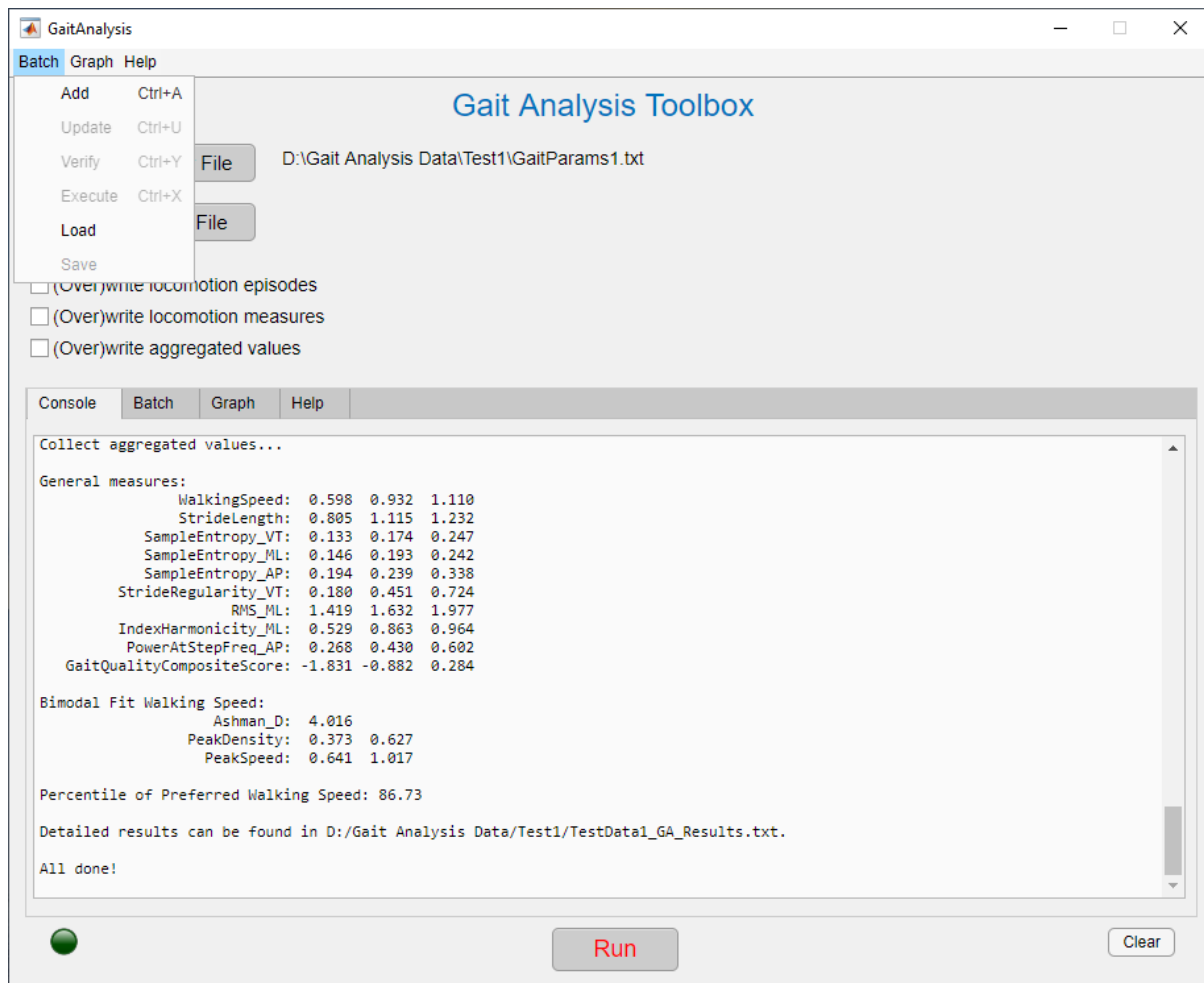 GaitAnalysis
Batch Graph Help
Add Ctrl+A
Update Ctrl+U
Verify Ctrl+Y
Execute Ctrl+X
Load
Save
Gait Analysis Toolbox
File D:\Gait Analysis Data\Test1\GaitParams1.txt
File
(Over)write locomotion episodes
(Over)write locomotion measures
(Over)write aggregated values
Console Batch Graph Help
Collect aggregated values...
General measures:
WalkingSpeed: 0.598 0.932 1.110
StrideLength: 0.805 1.115 1.232
SampleEntropy_VT: 0.133 0.174 0.247
SampleEntropy_ML: 0.146 0.193 0.242
SampleEntropy_AP: 0.194 0.239 0.338
StrideRegularity_VT: 0.180 0.451 0.724
RMS_ML: 1.419 1.632 1.977
IndexHarmonicity_ML: 0.529 0.863 0.964
PowerAtStepFreq_AP: 0.268 0.430 0.602
GaitQualityCompositeScore: -1.831 -0.882 0.284
Bimodal Fit Walking Speed:
Ashman_D: 4.016
PeakDensity: 0.373 0.627
PeakSpeed: 0.641 1.017
Percentile of Preferred Walking Speed: 86.73
Detailed results can be found in D:/Gait Analysis Data/Test1/TestData1_GA_Results.txt.
All done!
Run
Clear